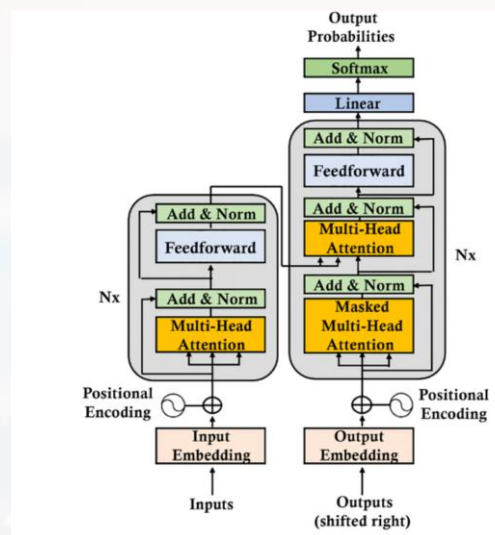 Output
Probabilities
Softmax
Linear
Add & Norm
Feedforward
Add & Norm
Multi-Head
Attention
Add & Norm
Masked
Multi-Head
Attention
Nx
Positional
Encoding
Output
Embedding
Outputs
(shifted right)
Add & Norm
Feedforward
Add & Norm
Multi-Head
Attention
Nx
Positional
Encoding
Input
Embedding
Inputs